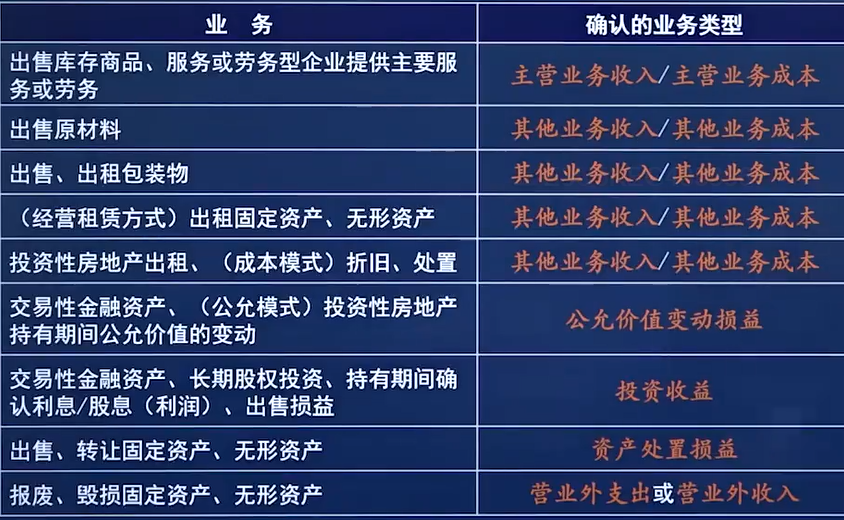 业 务
确认的业务类型
出售库存商品、服务或劳务型企业提供主要服
务或劳务
主营业务收入/主营业务成本
出售原材料
其他业务收入/其他业务成本
出售、出租包装物
其他业务收入/其他业务成本
（经营租赁方式）出租固定资产、无形资产
其他业务收入/其他业务成本
投资性房地产出租、（成本模式）折旧、处置
其他业务收入/其他业务成本
交易性金融资产、（公允模式）投资性房地产
持有期间公允价值的变动
公允价值变动损益
交易性金融资产、长期股权投资、持有期间确
认利息/股息（利润）、出售损益
投资收益
出售、转让固定资产、无形资产
资产处置损益
报废、毁损固定资产、无形资产
营业外支出或营业外收入